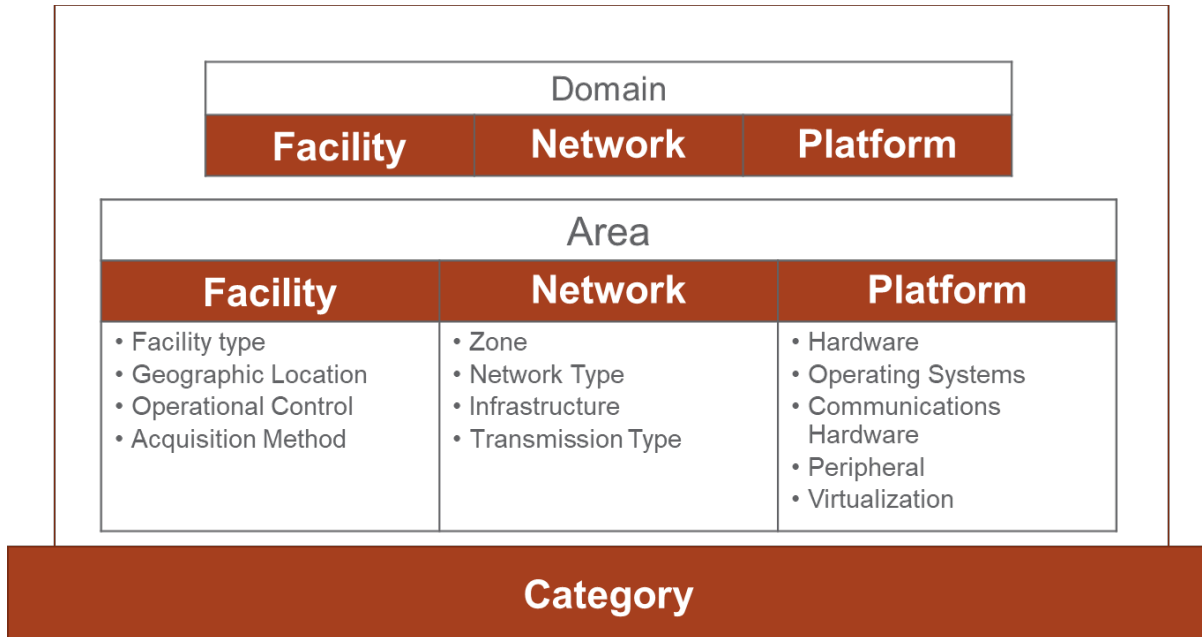 Domain
Facility Network Platform
Area
Facility Network Platform
• Facility type
• Geographic Location
• Operational Control
• Acquisition Method
• Zone
• Network Type
• Infrastructure
• Transmission Type
• Hardware
• Operating Systems
• Communications
Hardware
• Peripheral
• Virtualization
Category